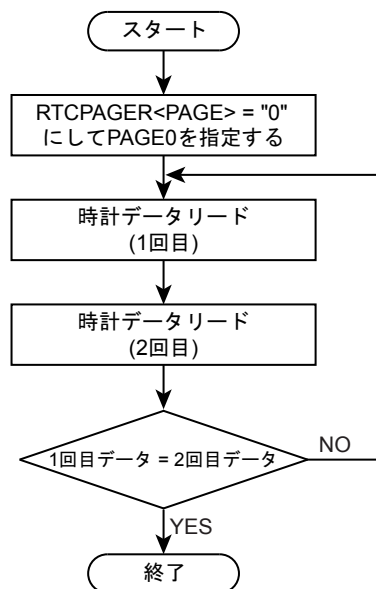 スタート
RTCPAGER<PAGE> = "0"
にしてPAGE0を指定する
時計データリード
(1回目)
時計データリード
(2回目)
1回目データ = 2回目データ
NO
YES
終了